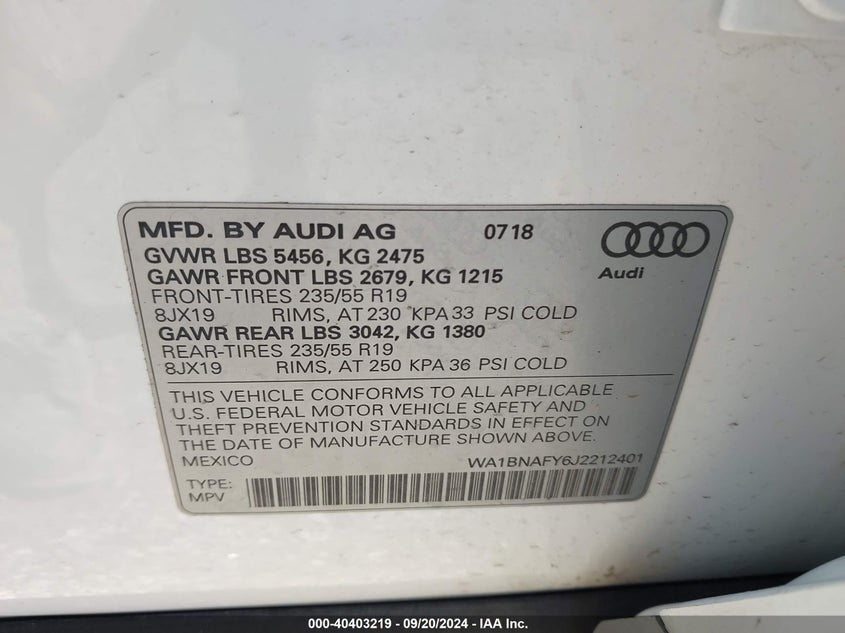 MFD. BY AUDI AG 0718
GVWR LBS 5456, KG 2475
GAWR FRONT LBS 2679, KG 1215
FRONT-TIRES 235/55 R19
8JX19 RIMS, AT 230 KPA 33 PSI COLD
GAWR REAR LBS 3042, KG 1380
REAR-TIRES 235/55 R19
8JX19 RIMS, AT 250 KPA 36 PSI COLD
Audi
THIS VEHICLE CONFORMS TO ALL APPLICABLE
U.S. FEDERAL MOTOR VEHICLE SAFETY AND
THEFT PREVENTION STANDARDS IN EFFECT ON
THE DATE OF MANUFACTURE SHOWN ABOVE.
MEXICO WA1BNAFY6J2212401
TYPE:
MPV
000-40403219 - 09/20/2024 - IAA Inc.